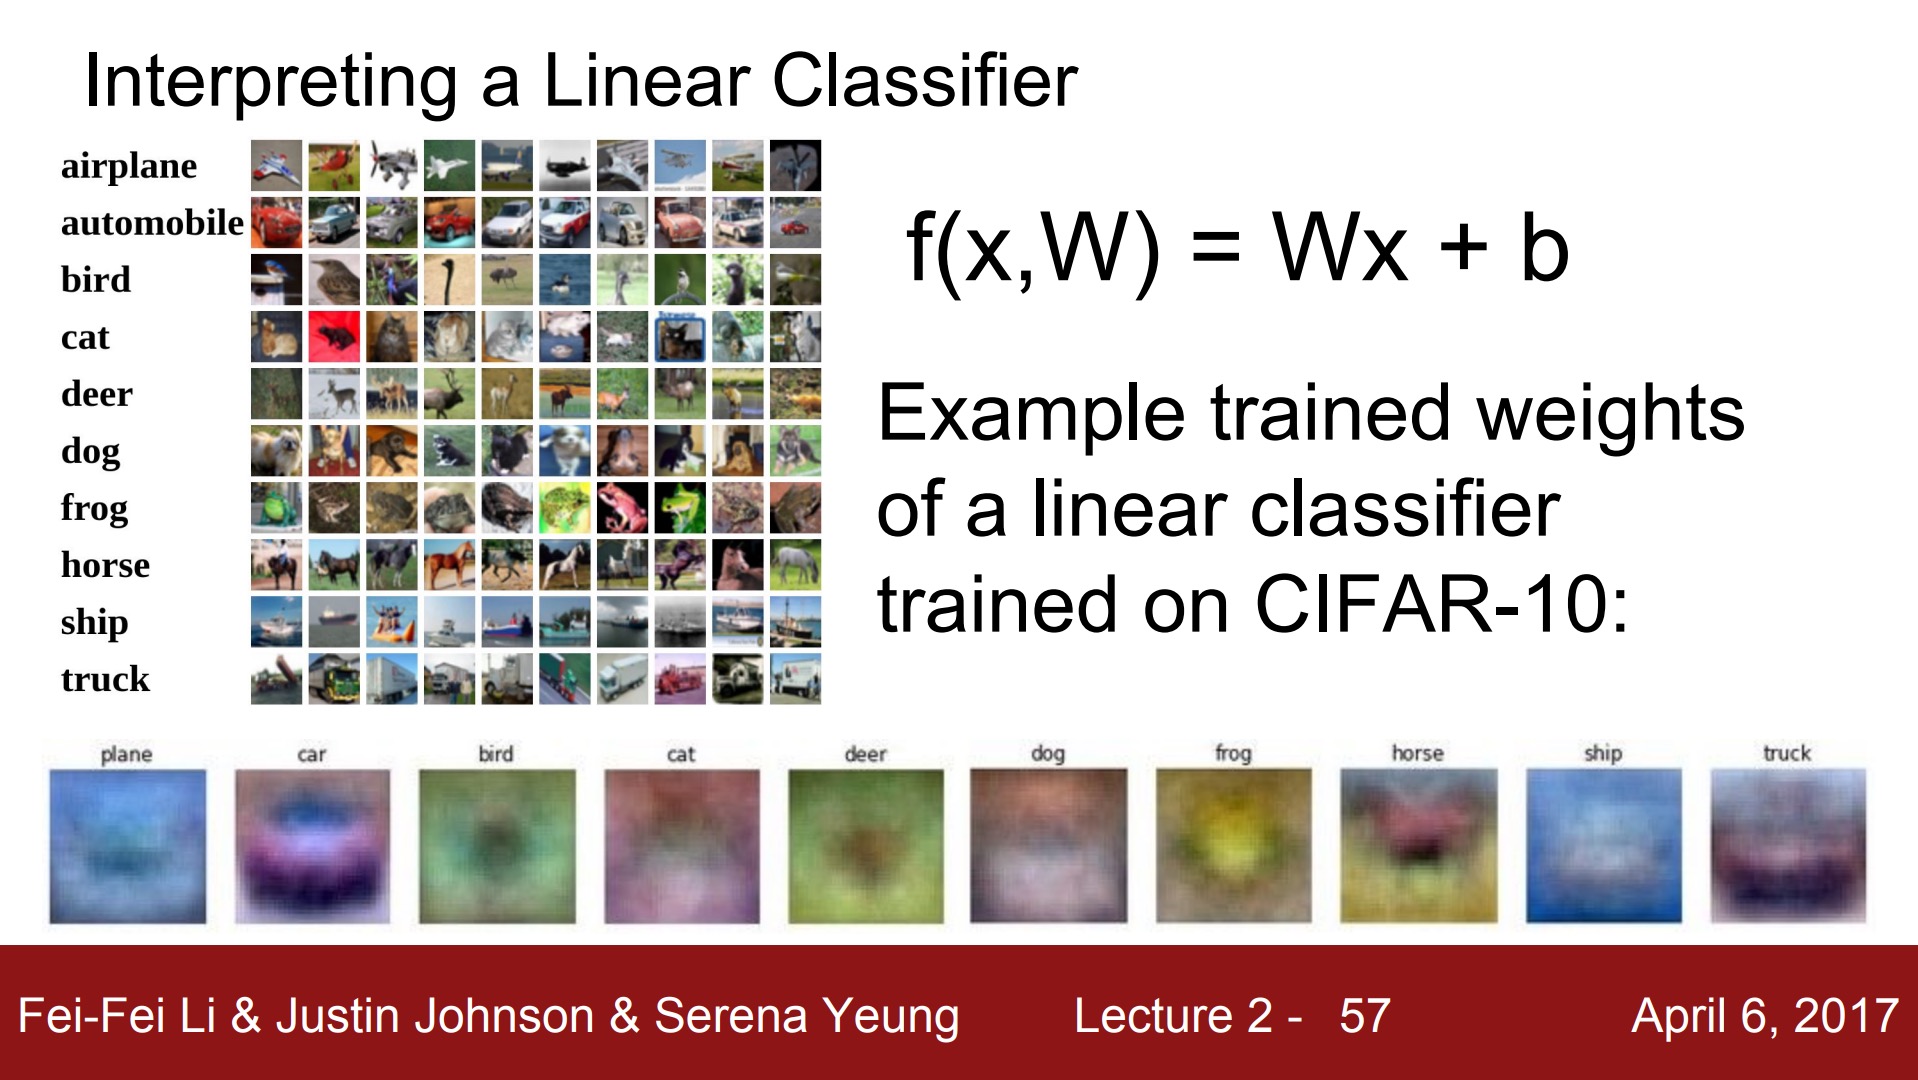 Interpreting a Linear Classifier
airplane
automobile
bird
cat
deer
dog
frog
horse
ship
truck
f(x,W) = Wx + b
Example trained weights
of a linear classifier
trained on CIFAR-10:
plane car bird cat deer dog frog horse ship truck
Fei-Fei Li & Justin Johnson & Serena Yeung Lecture 2 - 57 April 6, 2017